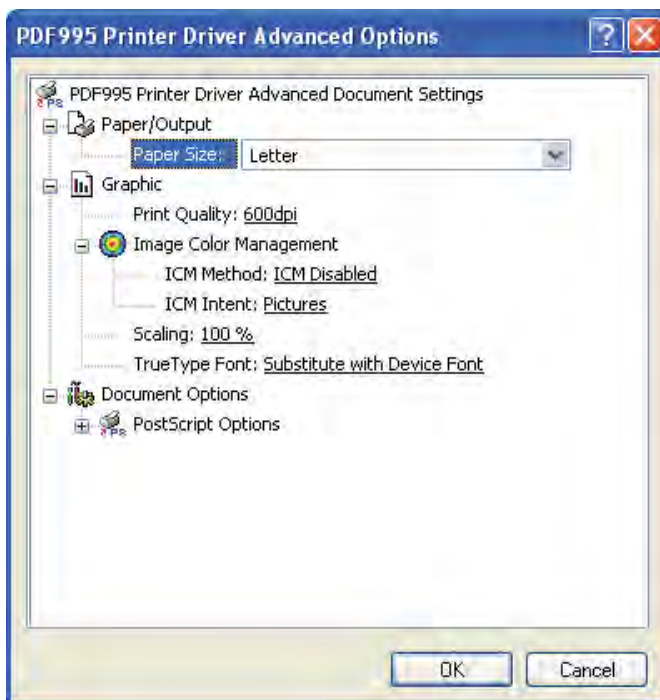 PDF995 Printer Driver Advanced Options
PDF995 Printer Driver Advanced Document Settings
Paper/Output
Paper Size: Letter
Graphic
Print Quality: 600dpi
Image Color Management
ICM Method: ICM Disabled
ICM Intent: Pictures
Scaling: 100 %
TrueType Font: Substitute with Device Font
Document Options
PostScript Options
OK Cancel